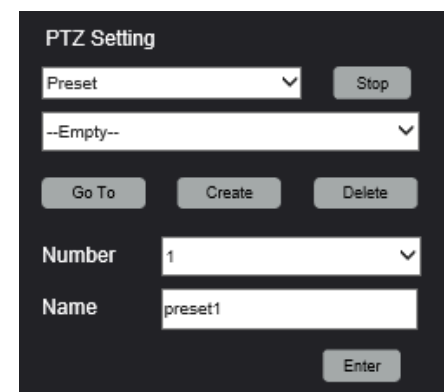 PTZ Setting
Preset Stop
--Empty--
Go To Create Delete
Number 1
Name preset1
Enter